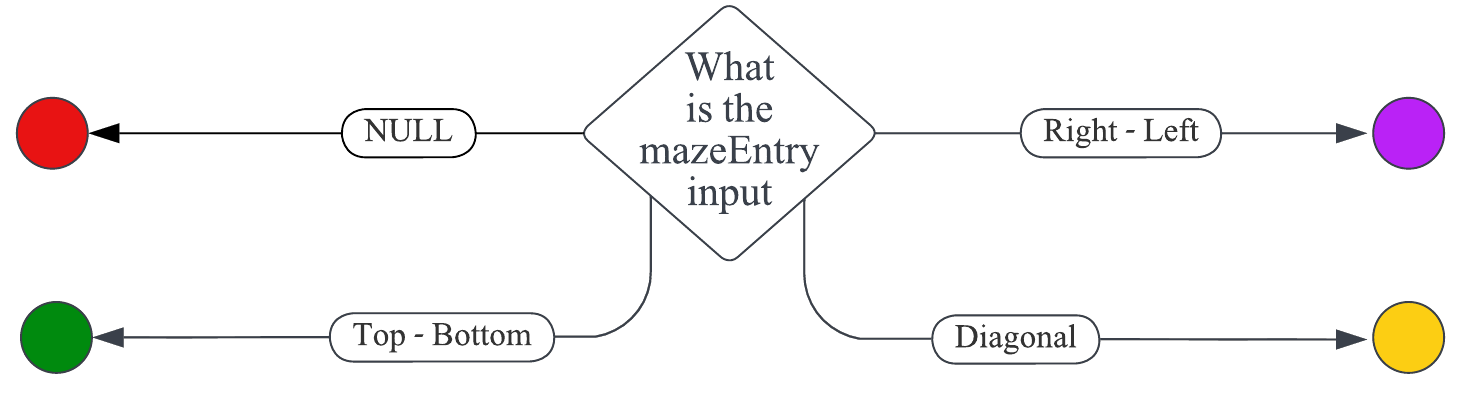 What
is the
mazeEntry
input
NULL
Right - Left
Top - Bottom
Diagonal